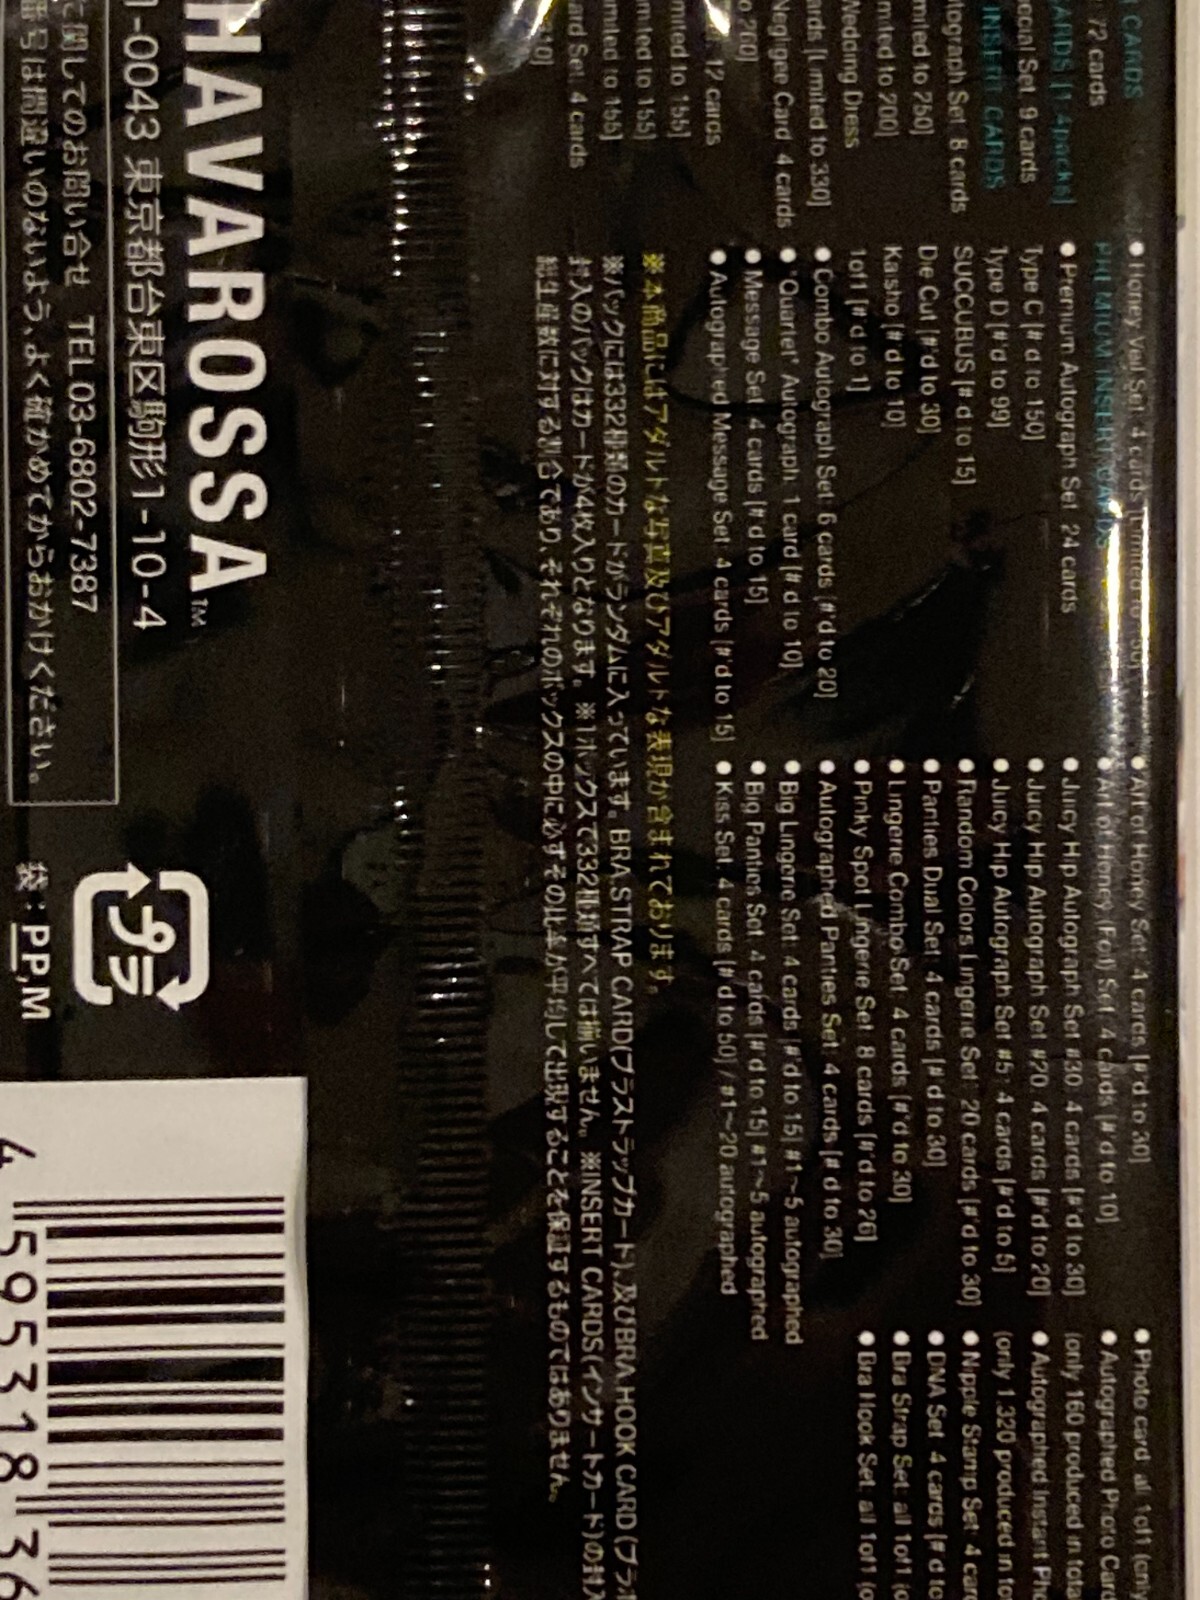 N CARDS
72 cards
CARDS [1:4packs]
Special Set: 9 cards
INSERT CARDS
Autograph Set: 8 cards
to 250]
to 200]
Wedding Dress
Cards [Limited to 330]
Negligee Card: 4 cards
to 200]
12 cards
to 155]
to 155]
to 155]
Card Set: 4 cards
● Honey Veil Set: 4 cards
PREMIUM INSERT CARDS
● Premium Autograph Set: 24 cards
Type C [#'d to 150]
Type D [#'d to 99]
SUCCUBUS [#'d to 15]
Die Cut [#'d to 30]
Kasho [#'d to 10]
1of1 [#'d to 1]
● Combo Autograph Set: 6 cards [#'d to 20]
● "Quartet" Autograph: 1 card [#'d to 10]
● Message Set: 4 cards [#'d to 15]
● Autographed Message Set: 4 cards [#'d to 15]
● Art of Honey Set: 4 cards [#'d to 30]
● Art of Honey (Foil) Set: 4 cards [#'d to 10]
● Juicy Hip Autograph Set #30: 4 cards [#'d to 30]
● Juicy Hip Autograph Set #20: 4 cards [#'d to 20]
● Juicy Hip Autograph Set #5: 4 cards [#'d to 5]
● Random Colors Lingerie Set: 20 cards [#'d to 30]
● Panties Dual Set: 4 cards [#'d to 30]
● Lingerie Combo Set: 4 cards [#'d to 30]
● Pinky Spot Lingerie Set: 8 cards [#'d to 26]
● Autographed Panties Set: 4 cards [#'d to 30]
● Big Lingerie Set: 4 cards [#'d to 15] #1~5 autographed
● Big Panties Set: 4 cards [#'d to 15] #1~5 autographed
● Kiss Set: 4 cards [#'d to 50] / #1~20 autographed
● Photo card: all 1of1 (only
● Autographed Photo Card
(only 160 produced in total
● Autographed Instant Pho
(only 1,320 produced in to
● Nipple Stamp Set: 4 car
● DNA Set: 4 cards [#'d to
● Bra Strap Set: all 1of1 (o
● Bra Hook Set: all 1of1 (o
※本商品にはアダルトな写真及びアダルトな表現が含まれております。
※パックには332種類のカードがランダムに入っています。BRA STRAP CARD(ブラストラップカード)、及びBRA HOOK CARD (ブラ
封入のパックはカードが4枚入りとなります。 ※1ボックスで332種類すべては揃いません。 ※INSERT CARDS(インサートカード)の封入
総生産数に対する割合であり、それぞれのボックスの中に必ずその比率が平均して出現することを保証するものではありません。
HAVAROSSA™
1-0043 東京都台東区駒形1-10-4
に関してのお問い合せ TEL 03-6802-7387
番号は間違いのないよう、よく確かめてからおかけください。
プラ
袋：PP,M
4 595318 36